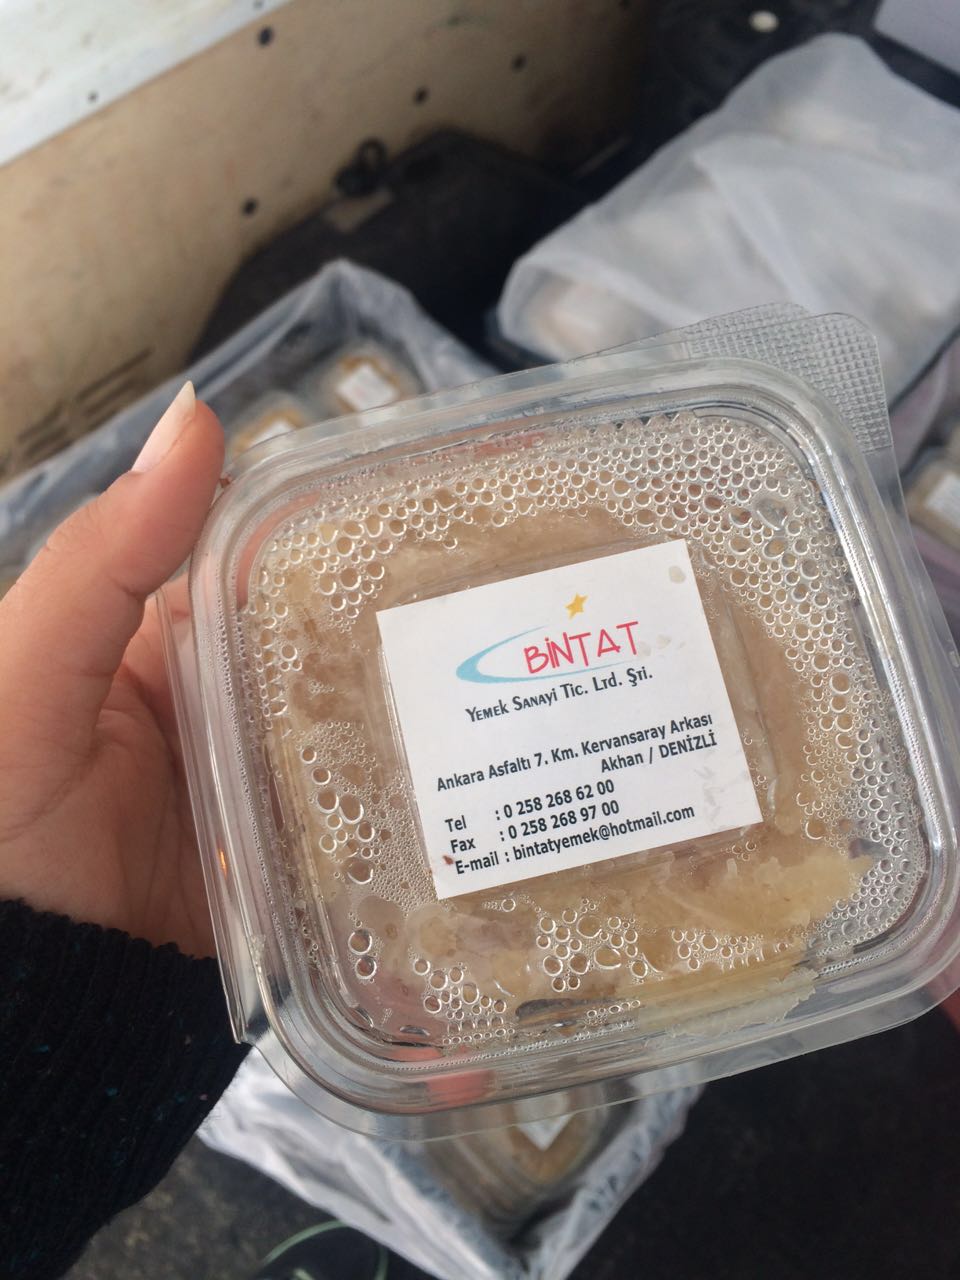 BİNTAT
Yemek Sanayi Tic. Ltd. Şti.
Ankara Asfaltı 7. Km. Kervansaray Arkası
Akhan / DENİZLİ
Tel : 0 258 268 62 00
Fax : 0 258 268 97 00
E-mail : bintatyemek@hotmail.com